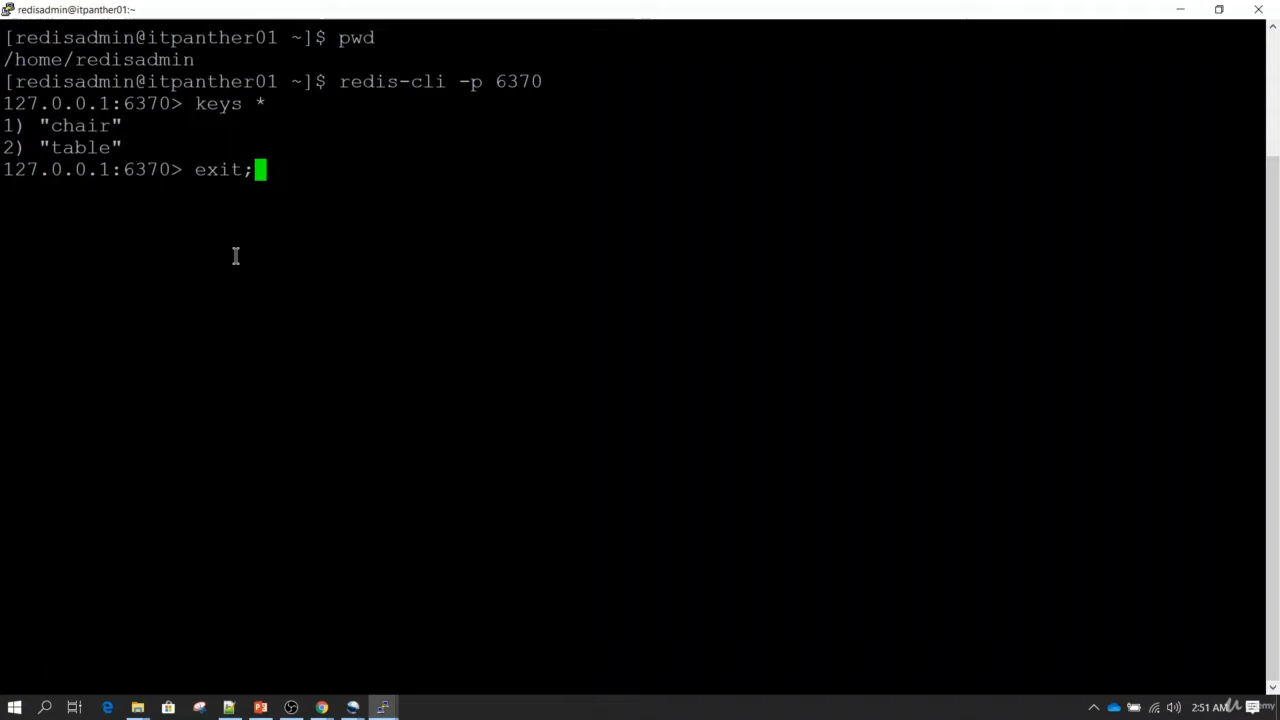 redisadmin@itpanther01:~
[redisadmin@itpanther01 ~]$ pwd
/home/redisadmin
[redisadmin@itpanther01 ~]$ redis-cli -p 6370
127.0.0.1:6370> keys *
1) "chair"
2) "table"
127.0.0.1:6370> exit;
2:51 AM